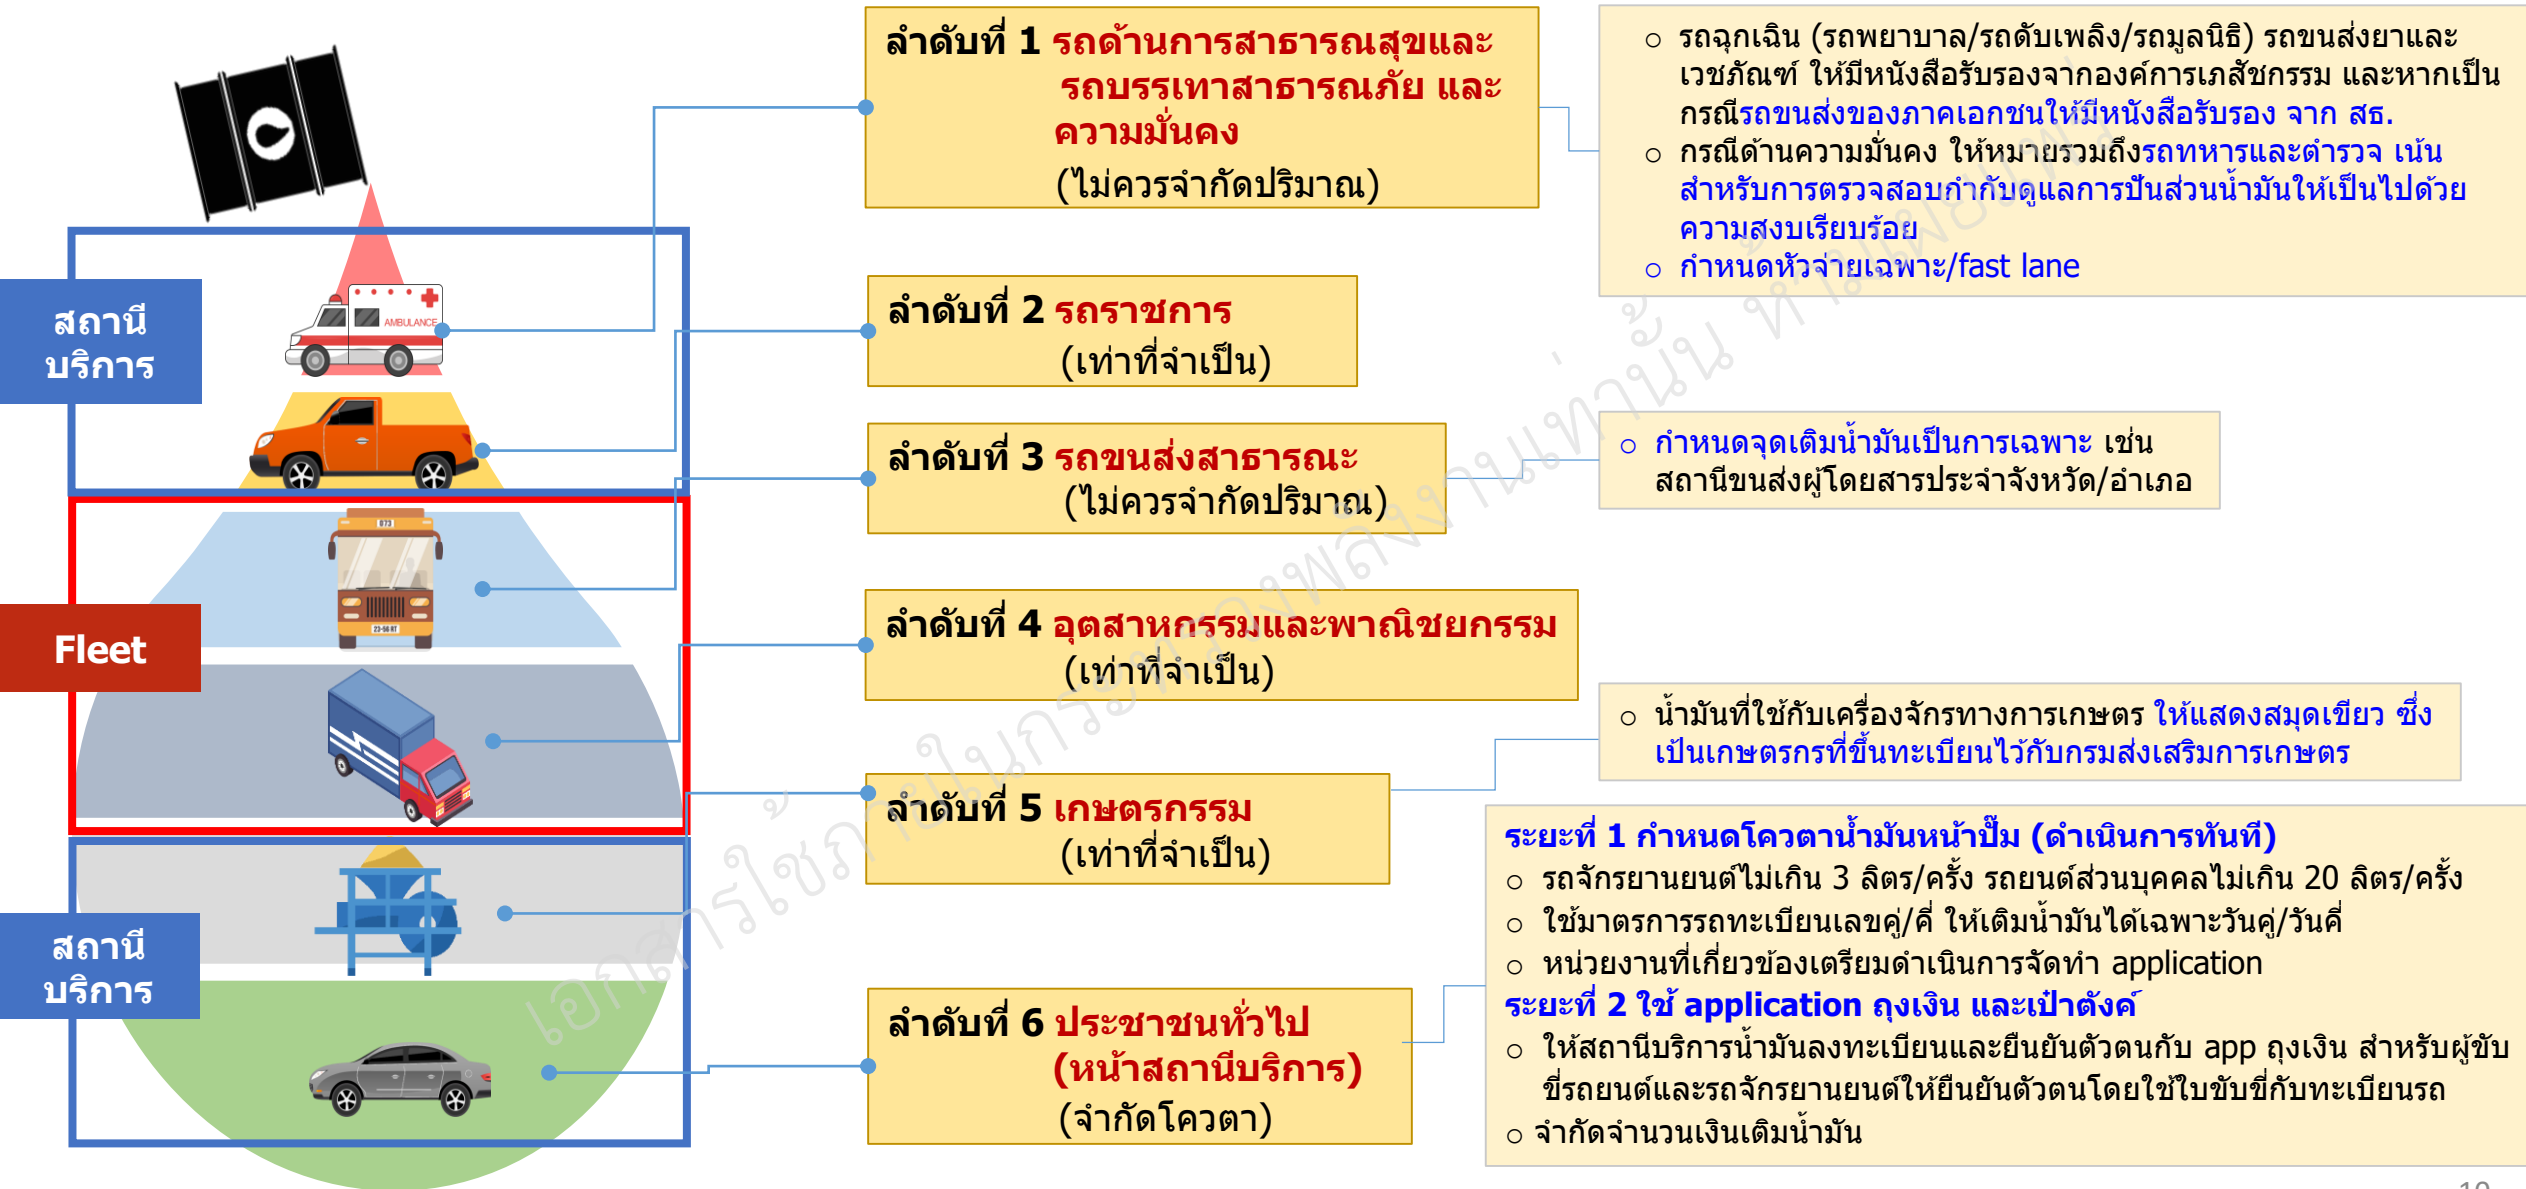 ลำดับที่ 1 รถด้านการสาธารณสุขและ
รถบรรเทาสาธารณภัย และ
ความมั่นคง
(ไม่ควรจำกัดปริมาณ)
○ รถฉุกเฉิน (รถพยาบาล/รถดับเพลิง/รถมูลนิธิ) รถขนส่งยาและ
เวชภัณฑ์ ให้มีหนังสือรับรองจากองค์การเภสัชกรรม และหากเป็น
กรณีรถขนส่งของภาคเอกชนให้มีหนังสือรับรอง จาก สธ.
○ กรณีด้านความมั่นคง ให้หมายรวมถึงรถทหารและตำรวจ เน้น
สำหรับการตรวจสอบกำกับดูแลการปันส่วนน้ำมันให้เป็นไปด้วย
ความสงบเรียบร้อย
○ กำหนดหัวจ่ายเฉพาะ/fast lane
สถานี
บริการ
AMBULANCE
ลำดับที่ 2 รถราชการ
(เท่าที่จำเป็น)
ลำดับที่ 3 รถขนส่งสาธารณะ
(ไม่ควรจำกัดปริมาณ)
○ กำหนดจุดเติมน้ำมันเป็นการเฉพาะ เช่น
สถานีขนส่งผู้โดยสารประจำจังหวัด/อำเภอ
Fleet
873
23-56 RT
ลำดับที่ 4 อุตสาหกรรมและพาณิชยกรรม
(เท่าที่จำเป็น)
ลำดับที่ 5 เกษตรกรรม
(เท่าที่จำเป็น)
○ น้ำมันที่ใช้กับเครื่องจักรทางการเกษตร ให้แสดงสมุดเขียว ซึ่ง
เป็นเกษตรกรที่ขึ้นทะเบียนไว้กับกรมส่งเสริมการเกษตร
สถานี
บริการ
ลำดับที่ 6 ประชาชนทั่วไป
(หน้าสถานีบริการ)
(จำกัดโควตา)
ระยะที่ 1 กำหนดโควตาน้ำมันหน้าปั๊ม (ดำเนินการทันที)
○ รถจักรยานยนต์ไม่เกิน 3 ลิตร/ครั้ง รถยนต์ส่วนบุคคลไม่เกิน 20 ลิตร/ครั้ง
○ ใช้มาตรการรถทะเบียนเลขคู่/คี่ ให้เติมน้ำมันได้เฉพาะวันคู่/วันคี่
○ หน่วยงานที่เกี่ยวข้องเตรียมดำเนินการจัดทำ application
ระยะที่ 2 ใช้ application ถุงเงิน และเป๋าตังค์
○ ให้สถานีบริการน้ำมันลงทะเบียนและยืนยันตัวตนกับ app ถุงเงิน สำหรับผู้ขับ
ขี่รถยนต์และรถจักรยานยนต์ให้ยืนยันตัวตนโดยใช้ใบขับขี่กับทะเบียนรถ
○ จำกัดจำนวนเงินเติมน้ำมัน
เอกสารใช้ภายในกระทรวงพลังงานเท่านั้น ห้ามเผยแพร่